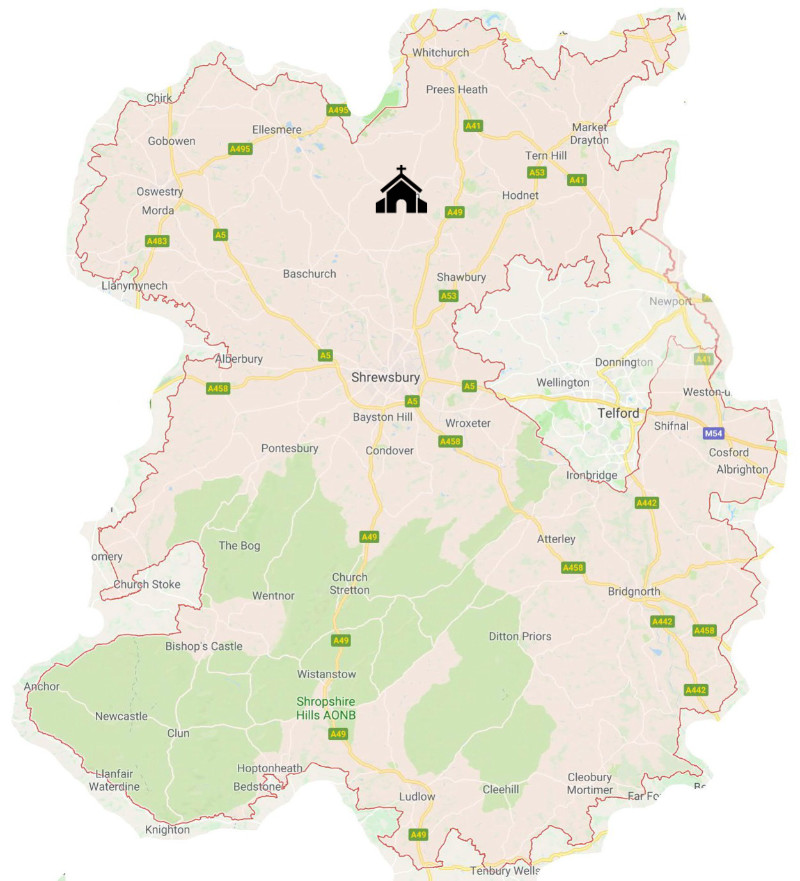 M
Whitchurch
Prees Heath
Chirk
A495
Ellesmere
A41
Market
Drayton
Gobowen
A495
Tern Hill
A53
A41
Oswestry
Hodnet
Morda
A49
A5
A483
Baschurch
Shawbury
Llanymynech
A53
Newport
Alberbury
A5
Donnington
A41
Shrewsbury
A458
A5
Wellington
Weston-u
A5
Telford
Bayston Hill
Wroxeter
Shifnal
M54
A458
Pontesbury
Condover
Cosford
Albrighton
Ironbridge
A442
A49
Atterley
The Bog
omery
A458
Church Stoke
Church
Stretton
Wentnor
Bridgnorth
A442
A458
Ditton Priors
A49
Bishop's Castle
Wistanstow
Anchor
A442
Shropshire
Hills AONB
Newcastle
Clun
A49
Hoptonheath
Llanfair
Waterdine
Bedstone
Cleobury
Mortimer
Cleehill
Ludlow
Far Fo
Knighton
A49
Tenbury Wells